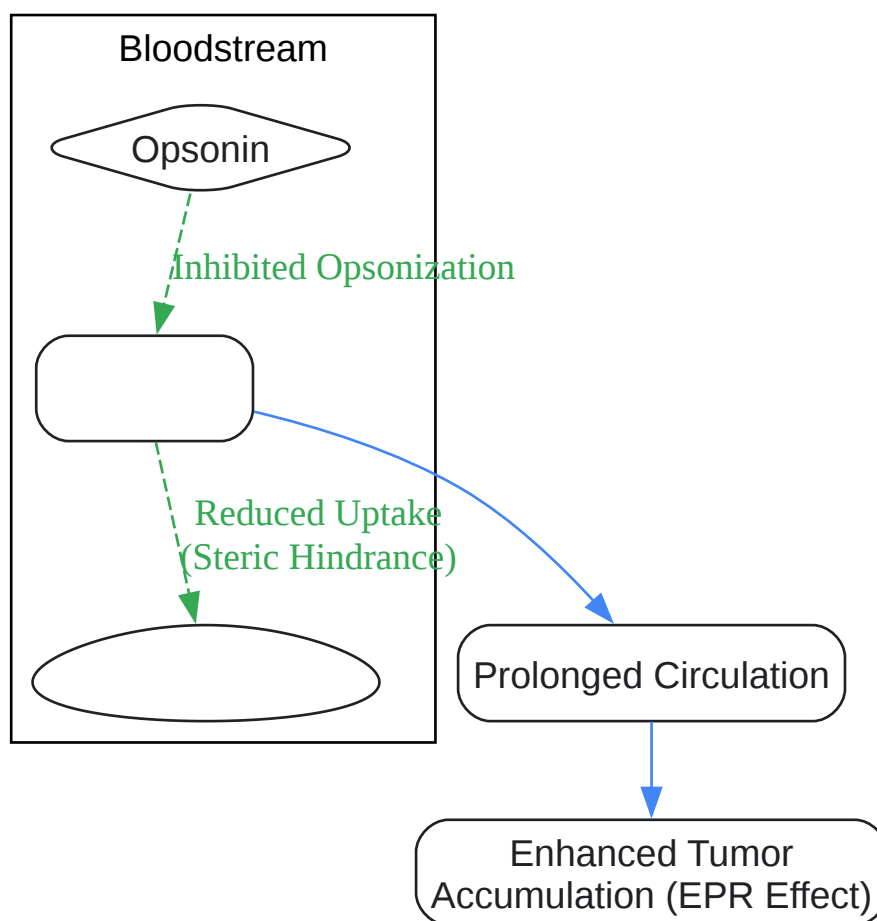 Bloodstream
Opsonin
Inhibited Opsonization
Reduced Uptake
(Steric Hindrance)
Prolonged Circulation
Enhanced Tumor
Accumulation (EPR Effect)